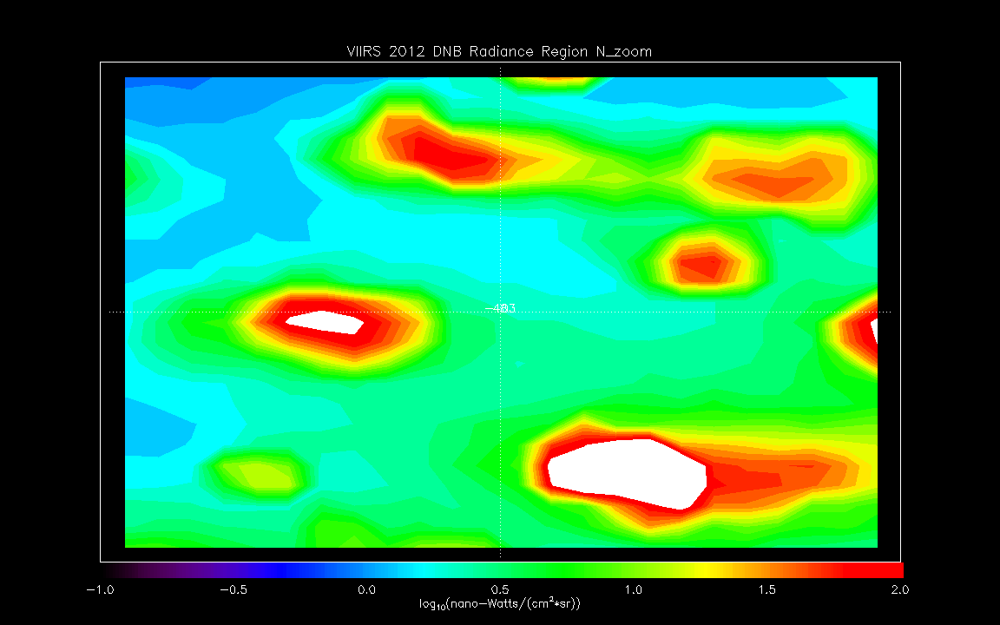 VIIRS 2012 DNB Radiance Region N_zoom
-1.0 -0.5 0.0 0.5 1.0 1.5 2.0
log₁₀(nano-Watts/(cm²*sr))